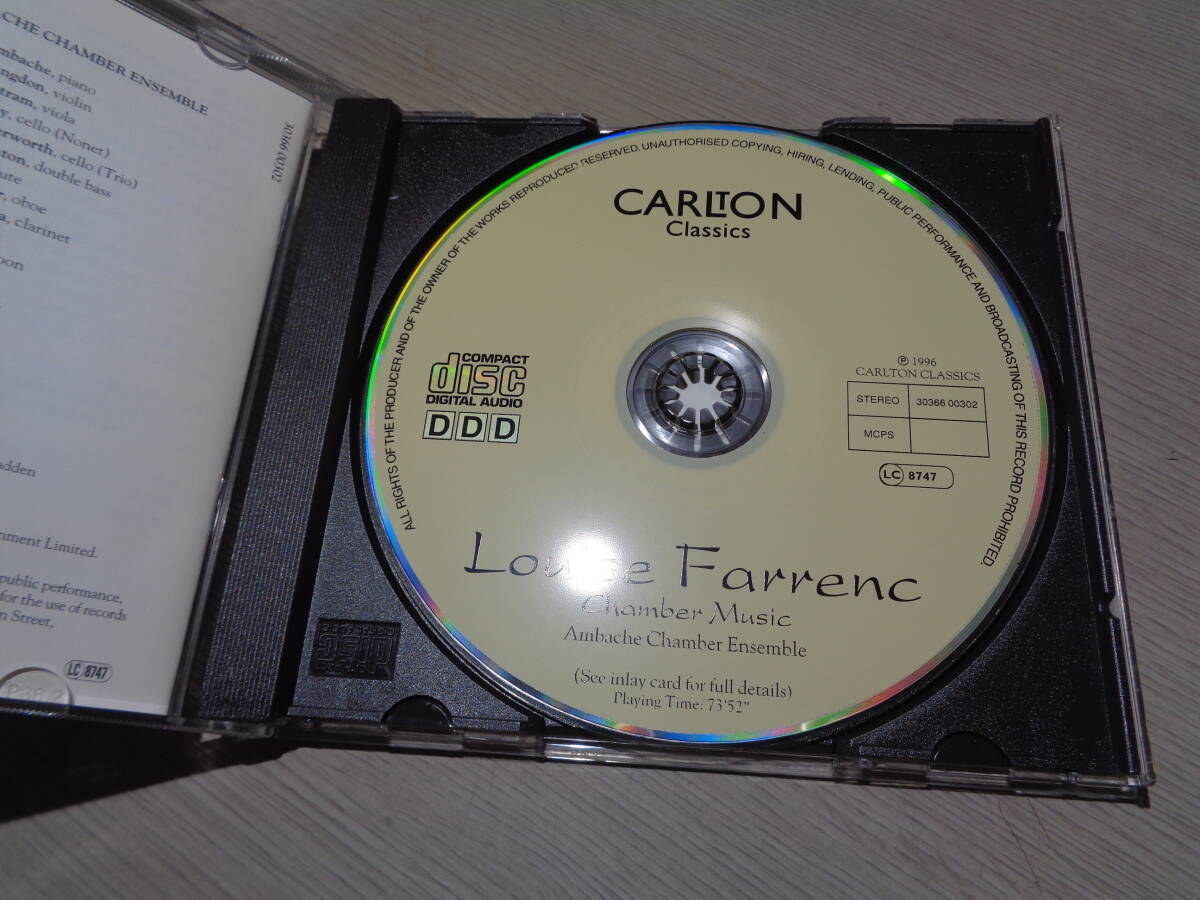 CHE CHAMBER ENSEMBLE
mbache, piano
ngdon, violin
tram, viola
y, cello (Nonet)
erworth, cello (Trio)
ton, double bass
ute
, oboe
a, clarinet
oon
30366 00302
adden
nment Limited.
public performance,
for the use of records
n Street,
LC 8747
ALL RIGHTS OF THE PRODUCER AND OF THE OWNER OF THE WORKS REPRODUCED RESERVED. UNAUTHORISED COPYING, HIRING, LENDING, PUBLIC PERFORMANCE AND BROADCASTING OF THIS RECORD PROHIBITED.
CARLTON
Classics
COMPACT
disc
DIGITAL AUDIO
DDD
℗ 1996
CARLTON CLASSICS
STEREO 30366 00302
MCPS
LC 8747
Louise Farrenc
Chamber Music
Ambache Chamber Ensemble
(See inlay card for full details)
Playing Time: 73'52"